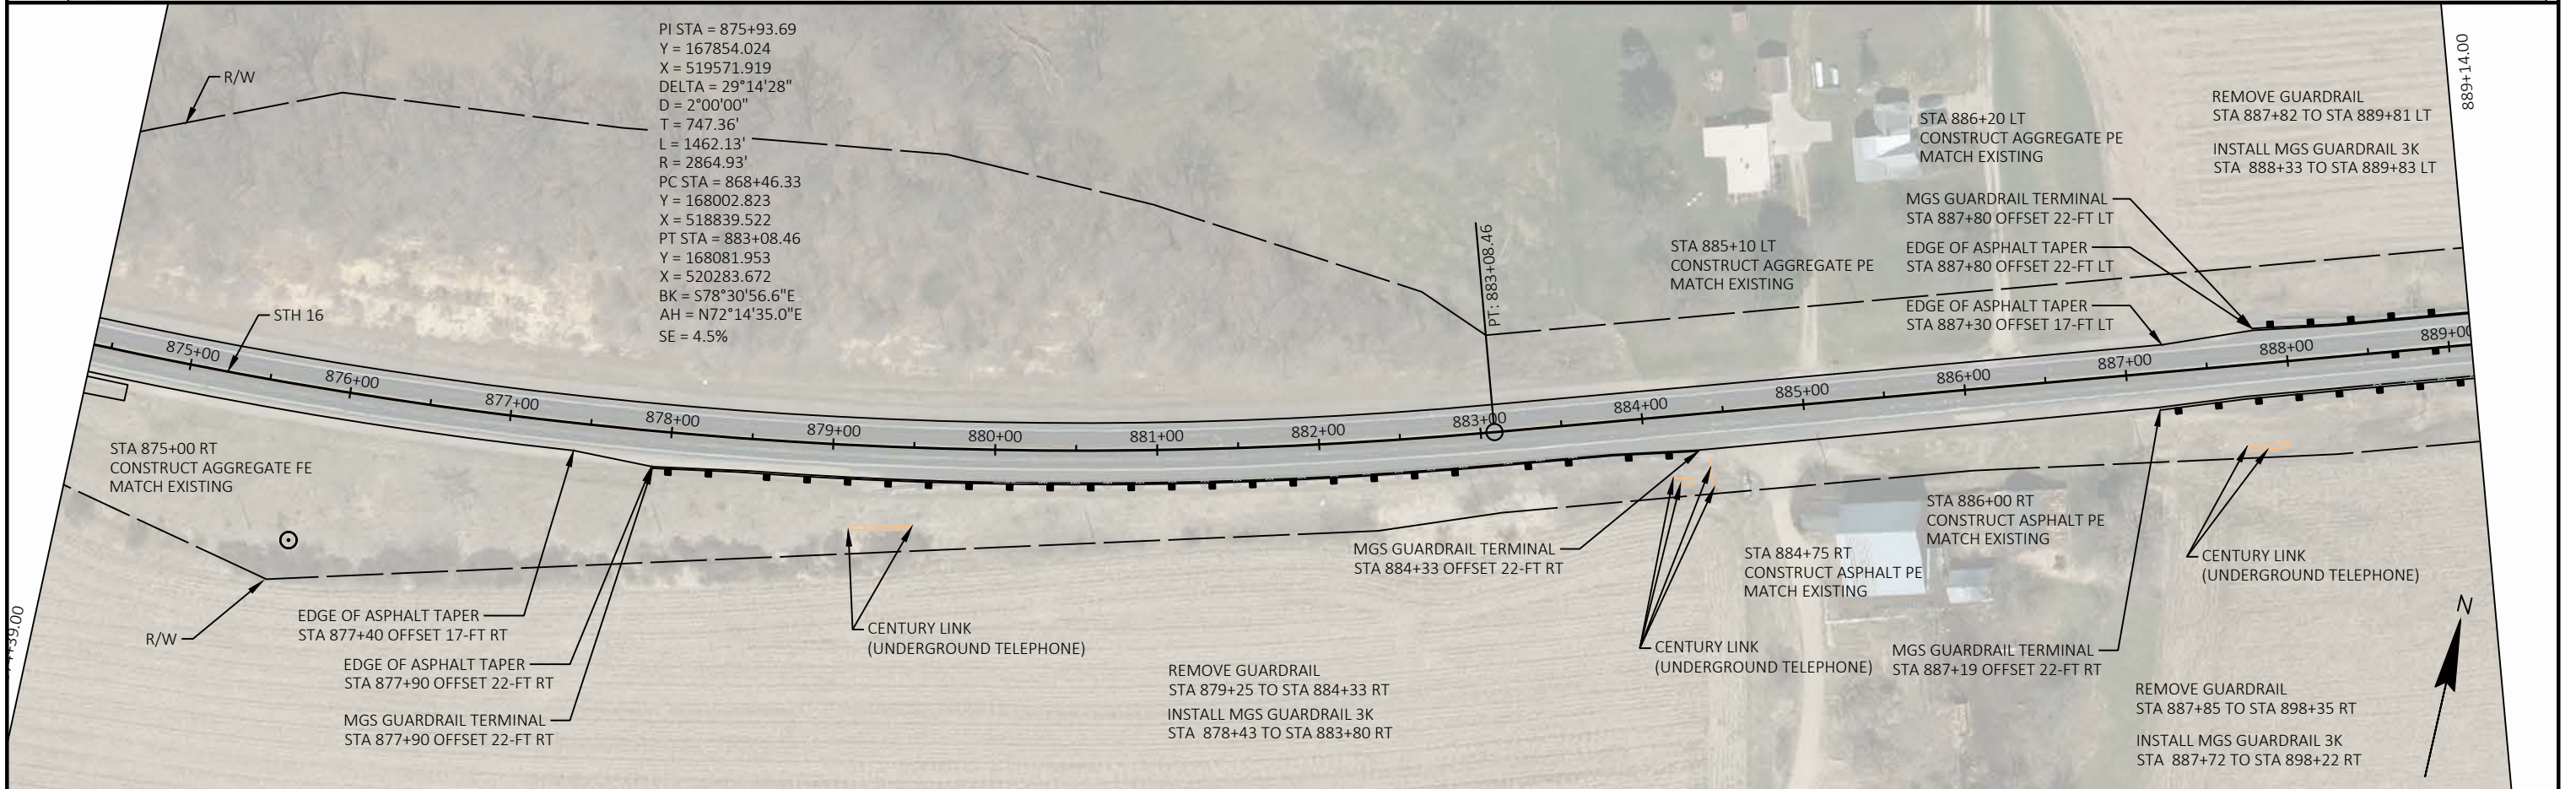 R/W
PI STA = 875+93.69
Y = 167854.024
X = 519571.919
DELTA = 29°14'28"
D = 2°00'00"
T = 747.36'
L = 1462.13'
R = 2864.93'
PC STA = 868+46.33
Y = 168002.823
X = 518839.522
PT STA = 883+08.46
Y = 168081.953
X = 520283.672
BK = S78°30'56.6"E
AH = N72°14'35.0"E
SE = 4.5%
PT: 883+08.46
STA 886+20 LT
CONSTRUCT AGGREGATE PE
MATCH EXISTING
REMOVE GUARDRAIL
STA 887+82 TO STA 889+81 LT
INSTALL MGS GUARDRAIL 3K
STA 888+33 TO STA 889+83 LT
889+14.00
MGS GUARDRAIL TERMINAL
STA 887+80 OFFSET 22-FT LT
EDGE OF ASPHALT TAPER
STA 887+80 OFFSET 22-FT LT
EDGE OF ASPHALT TAPER
STA 887+30 OFFSET 17-FT LT
STA 885+10 LT
CONSTRUCT AGGREGATE PE
MATCH EXISTING
STH 16
875+00
876+00
877+00
878+00
879+00
880+00
881+00
882+00
883+00
884+00
885+00
886+00
887+00
888+00
889+00
STA 875+00 RT
CONSTRUCT AGGREGATE FE
MATCH EXISTING
R/W
EDGE OF ASPHALT TAPER
STA 877+40 OFFSET 17-FT RT
EDGE OF ASPHALT TAPER
STA 877+90 OFFSET 22-FT RT
MGS GUARDRAIL TERMINAL
STA 877+90 OFFSET 22-FT RT
CENTURY LINK
(UNDERGROUND TELEPHONE)
REMOVE GUARDRAIL
STA 879+25 TO STA 884+33 RT
INSTALL MGS GUARDRAIL 3K
STA 878+43 TO STA 883+80 RT
MGS GUARDRAIL TERMINAL
STA 884+33 OFFSET 22-FT RT
CENTURY LINK
(UNDERGROUND TELEPHONE)
STA 884+75 RT
CONSTRUCT ASPHALT PE
MATCH EXISTING
STA 886+00 RT
CONSTRUCT ASPHALT PE
MATCH EXISTING
MGS GUARDRAIL TERMINAL
STA 887+19 OFFSET 22-FT RT
CENTURY LINK
(UNDERGROUND TELEPHONE)
REMOVE GUARDRAIL
STA 887+85 TO STA 898+35 RT
INSTALL MGS GUARDRAIL 3K
STA 887+72 TO STA 898+22 RT
N